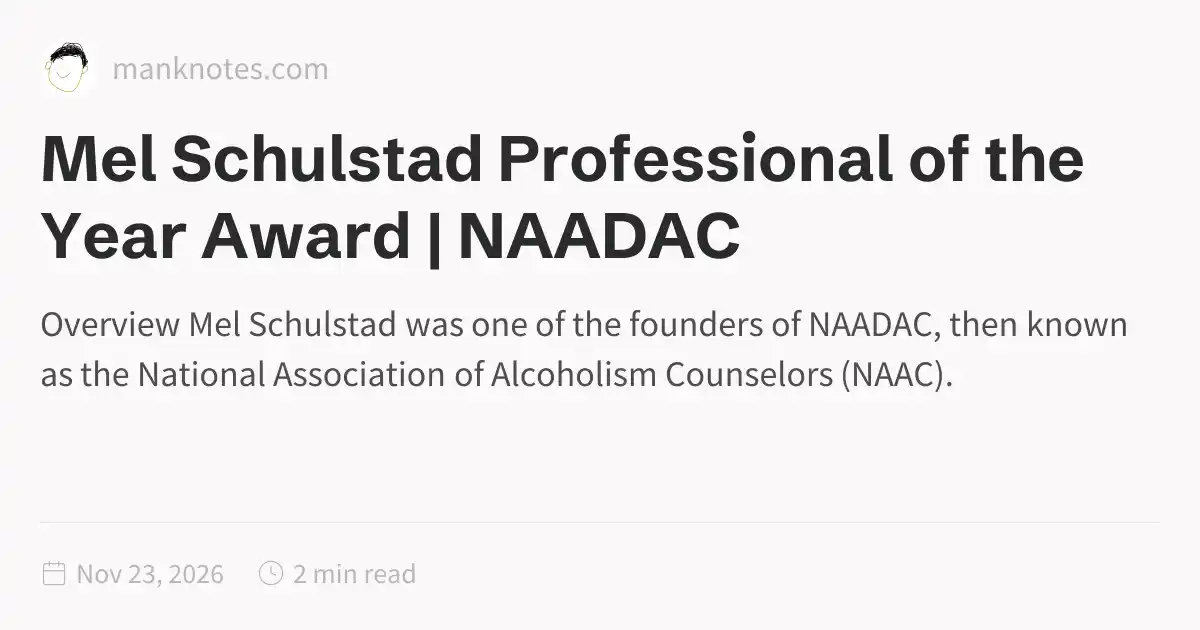 manknotes.com
Mel Schulstad Professional of the
Year Award | NAADAC
Overview Mel Schulstad was one of the founders of NAADAC, then known
as the National Association of Alcoholism Counselors (NAAC).
Nov 23, 2026 2 min read